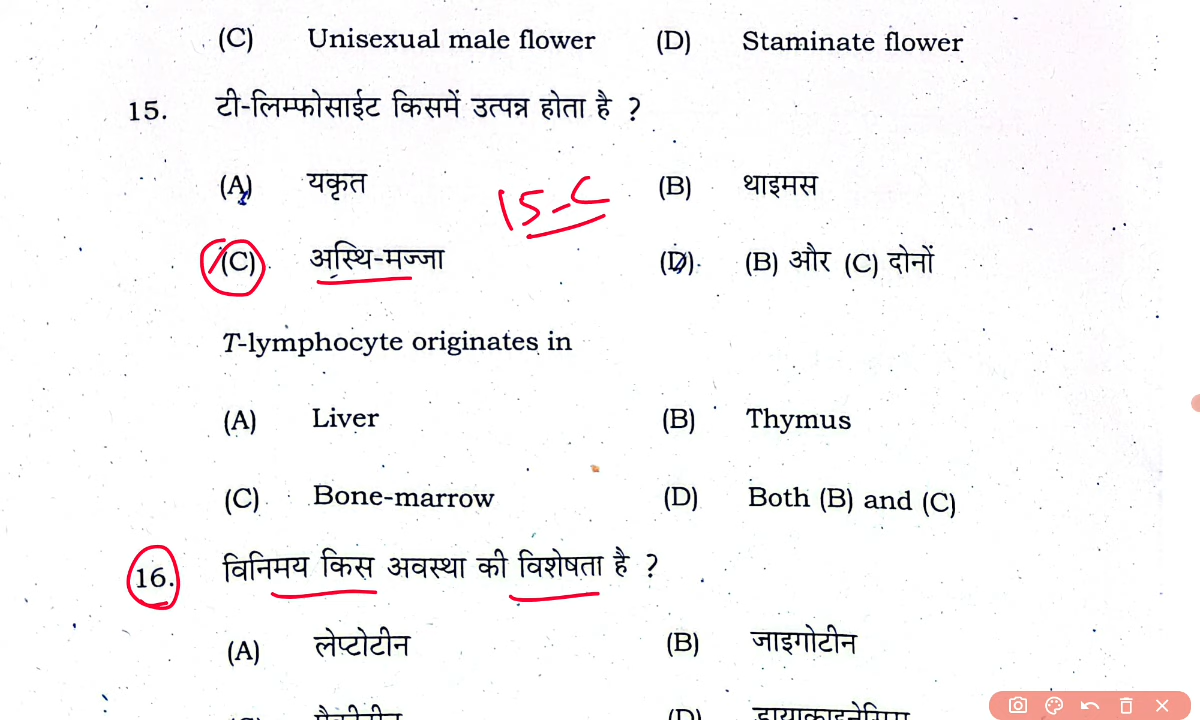 (C) Unisexual male flower (D) Staminate flower
15. टी-लिम्फोसाईट किसमें उत्पन्न होता है ?
(A) यकृत (B) थाइमस
15-C
(C) अस्थि-मज्जा (D) (B) और (C) दोनों
T-lymphocyte originates in
(A) Liver (B) Thymus
(C) Bone-marrow (D) Both (B) and (C)
16. विनिमय किस अवस्था की विशेषता है ?
(A) लेप्टोटीन (B) जाइगोटीन